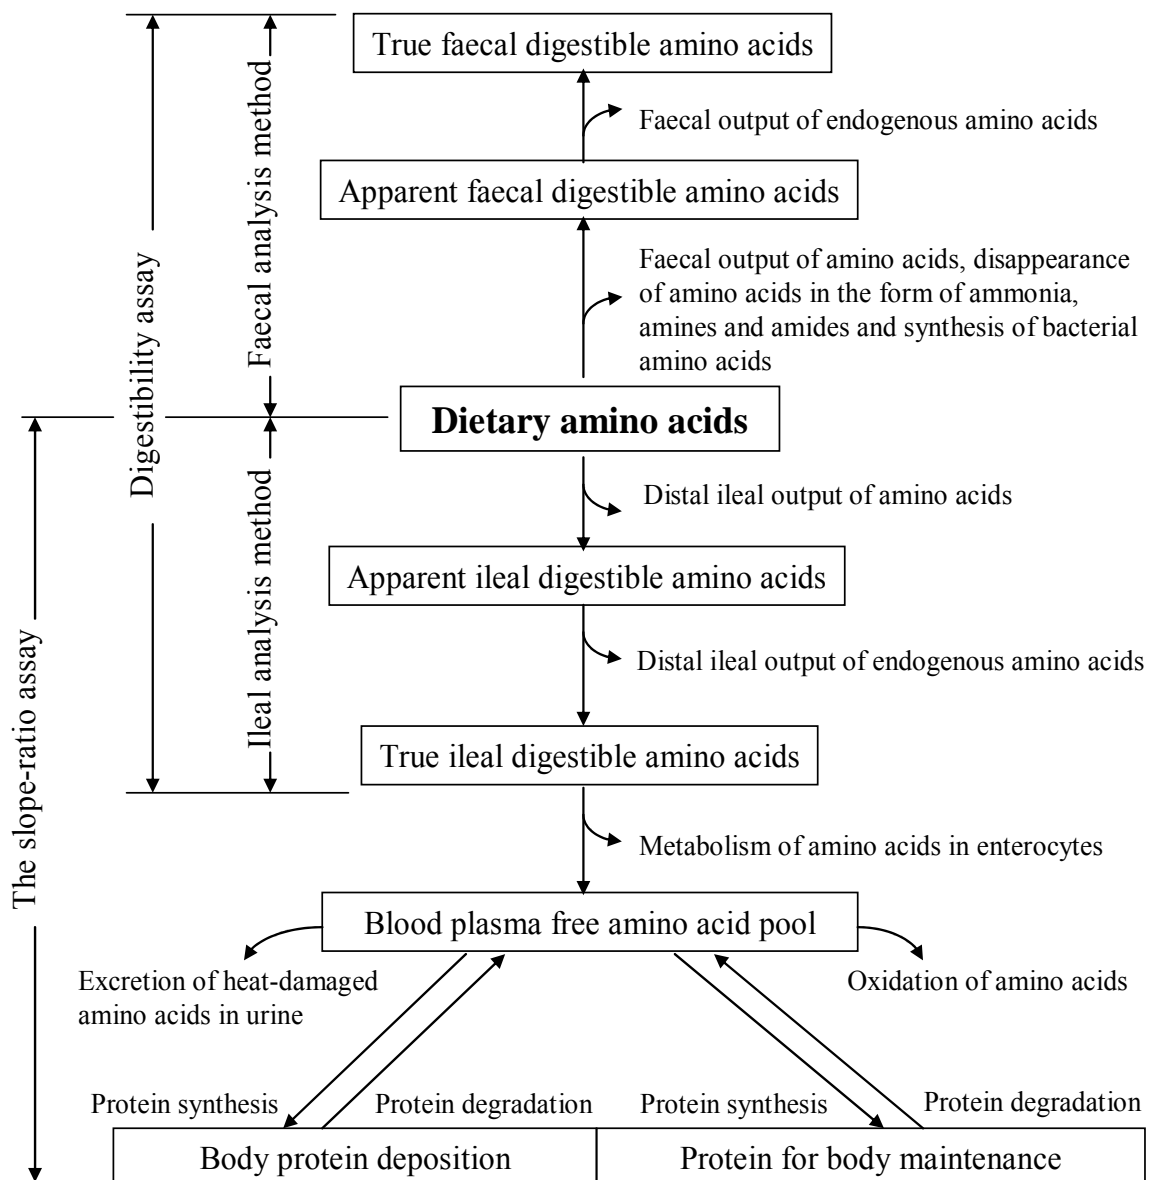 True faecal digestible amino acids
Faecal output of endogenous amino acids
Apparent faecal digestible amino acids
Faecal output of amino acids, disappearance
of amino acids in the form of ammonia,
amines and amides and synthesis of bacterial
amino acids
Faecal analysis method
Digestibility assay
Dietary amino acids
Distal ileal output of amino acids
Apparent ileal digestible amino acids
Distal ileal output of endogenous amino acids
Ileal analysis method
True ileal digestible amino acids
The slope-ratio assay
Metabolism of amino acids in enterocytes
Blood plasma free amino acid pool
Excretion of heat-damaged
amino acids in urine
Oxidation of amino acids
Protein synthesis
Protein degradation
Protein synthesis
Protein degradation
Body protein deposition
Protein for body maintenance